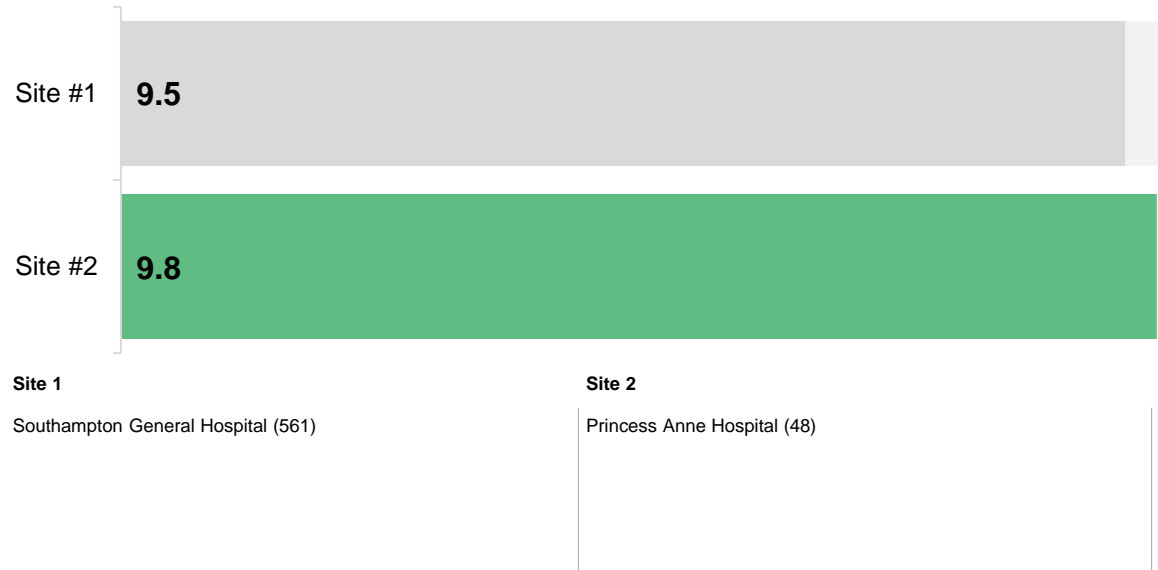 Site #1
9.5
Site #2
9.8
Site 1
Site 2
Southampton General Hospital (561)
Princess Anne Hospital (48)